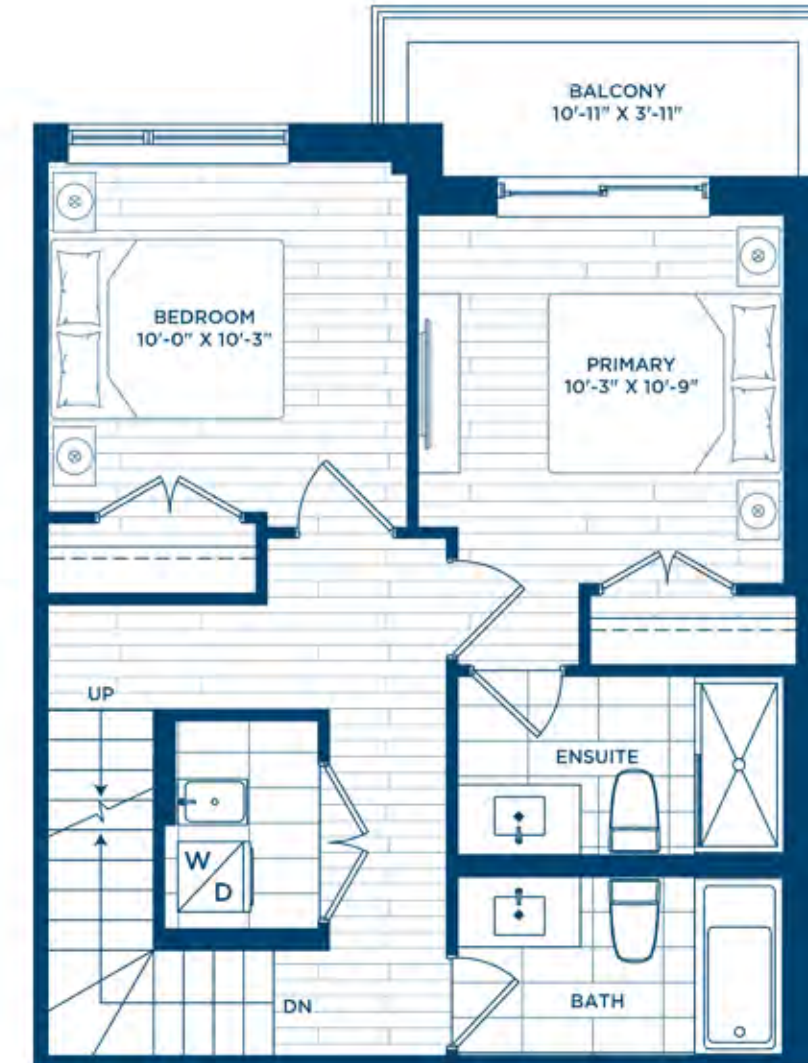 BALCONY
10'-11" X 3'-11"
BEDROOM
10'-0" X 10'-3"
PRIMARY
10'-3" X 10'-9"
UP
ENSUITE
W
D
DN
BATH